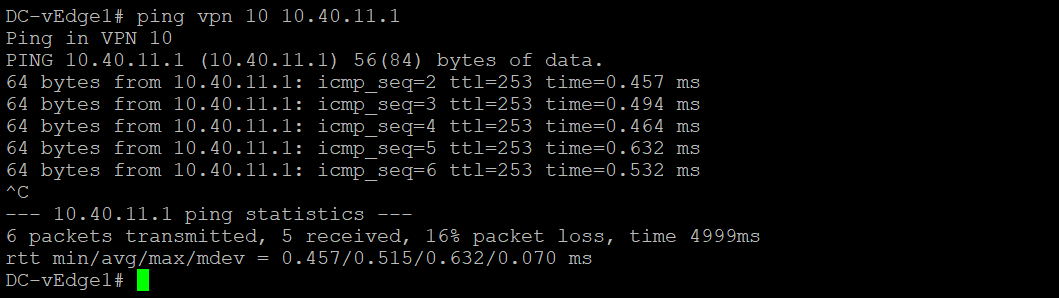 DC-vEdge1# ping vpn 10 10.40.11.1
Ping in VPN 10
PING 10.40.11.1 (10.40.11.1) 56(84) bytes of data.
64 bytes from 10.40.11.1: icmp_seq=2 ttl=253 time=0.457 ms
64 bytes from 10.40.11.1: icmp_seq=3 ttl=253 time=0.494 ms
64 bytes from 10.40.11.1: icmp_seq=4 ttl=253 time=0.464 ms
64 bytes from 10.40.11.1: icmp_seq=5 ttl=253 time=0.632 ms
64 bytes from 10.40.11.1: icmp_seq=6 ttl=253 time=0.532 ms
^C
--- 10.40.11.1 ping statistics ---
6 packets transmitted, 5 received, 16% packet loss, time 4999ms
rtt min/avg/max/mdev = 0.457/0.515/0.632/0.070 ms
DC-vEdge1#